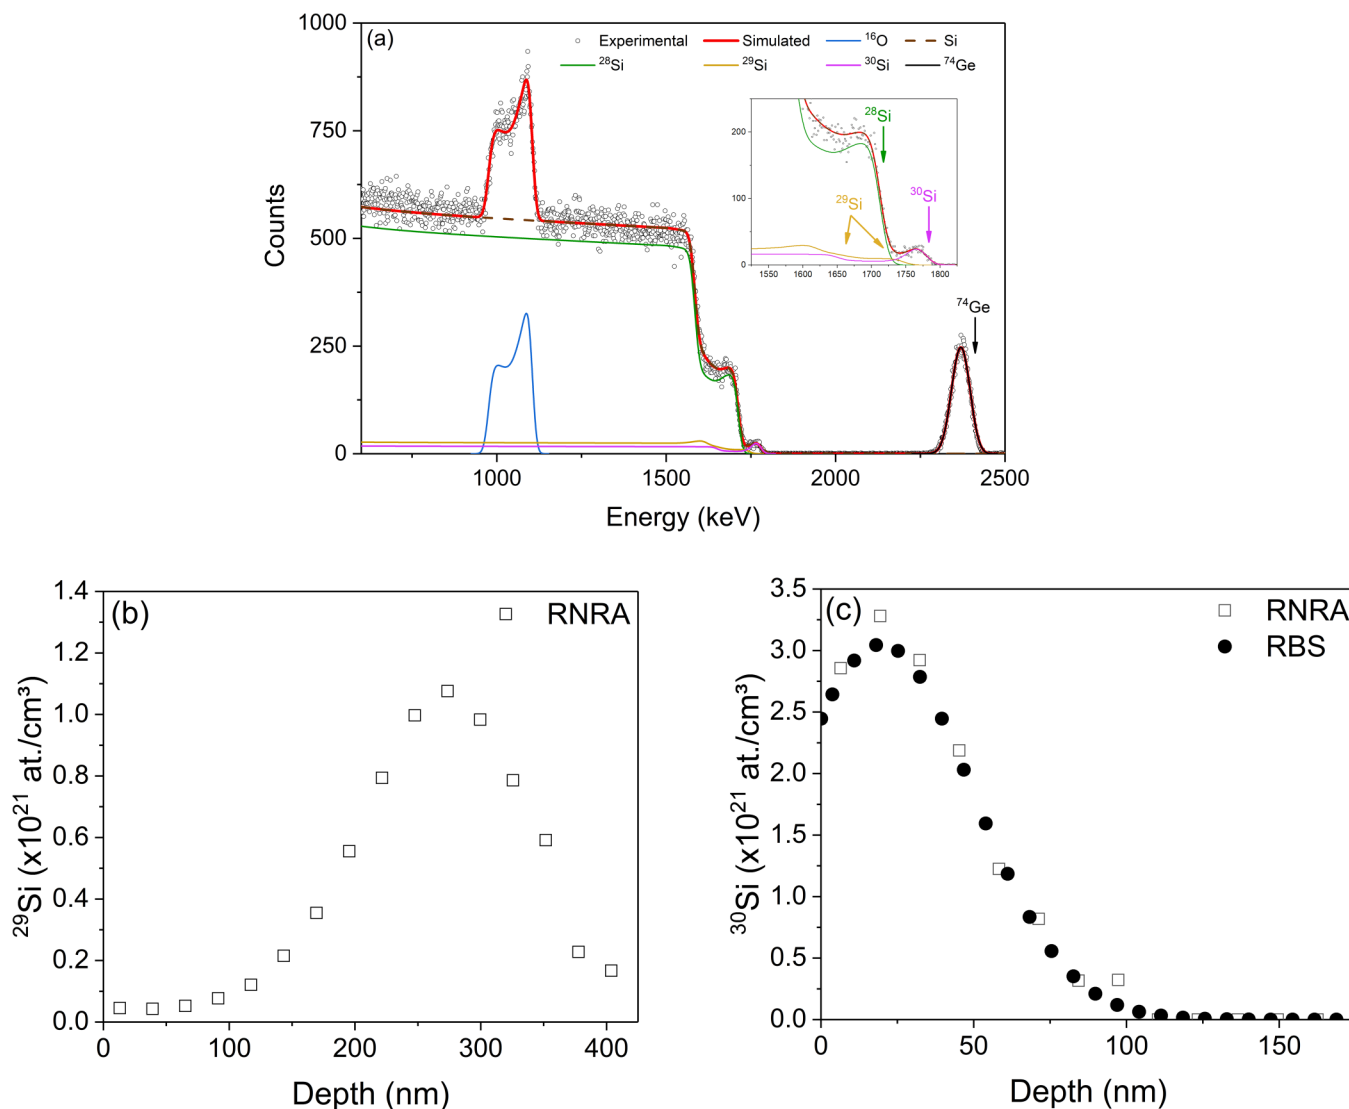 (a)
Experimental Simulated ¹⁶O Si
²⁸Si ²⁹Si ³⁰Si ⁷⁴Ge
1000
750
500
250
0
Counts
1000 1500 2000 2500
Energy (keV)
200
100
0
1550 1600 1650 1700 1750 1800
²⁸Si
²⁹Si
³⁰Si
⁷⁴Ge
(b)
RNRA
1.4
1.2
1.0
0.8
0.6
0.4
0.2
0.0
²⁹Si (x10²¹ at./cm³)
0 100 200 300 400
Depth (nm)
(c)
RNRA
RBS
3.5
3.0
2.5
2.0
1.5
1.0
0.5
0.0
³⁰Si (x10²¹ at./cm³)
0 50 100 150
Depth (nm)